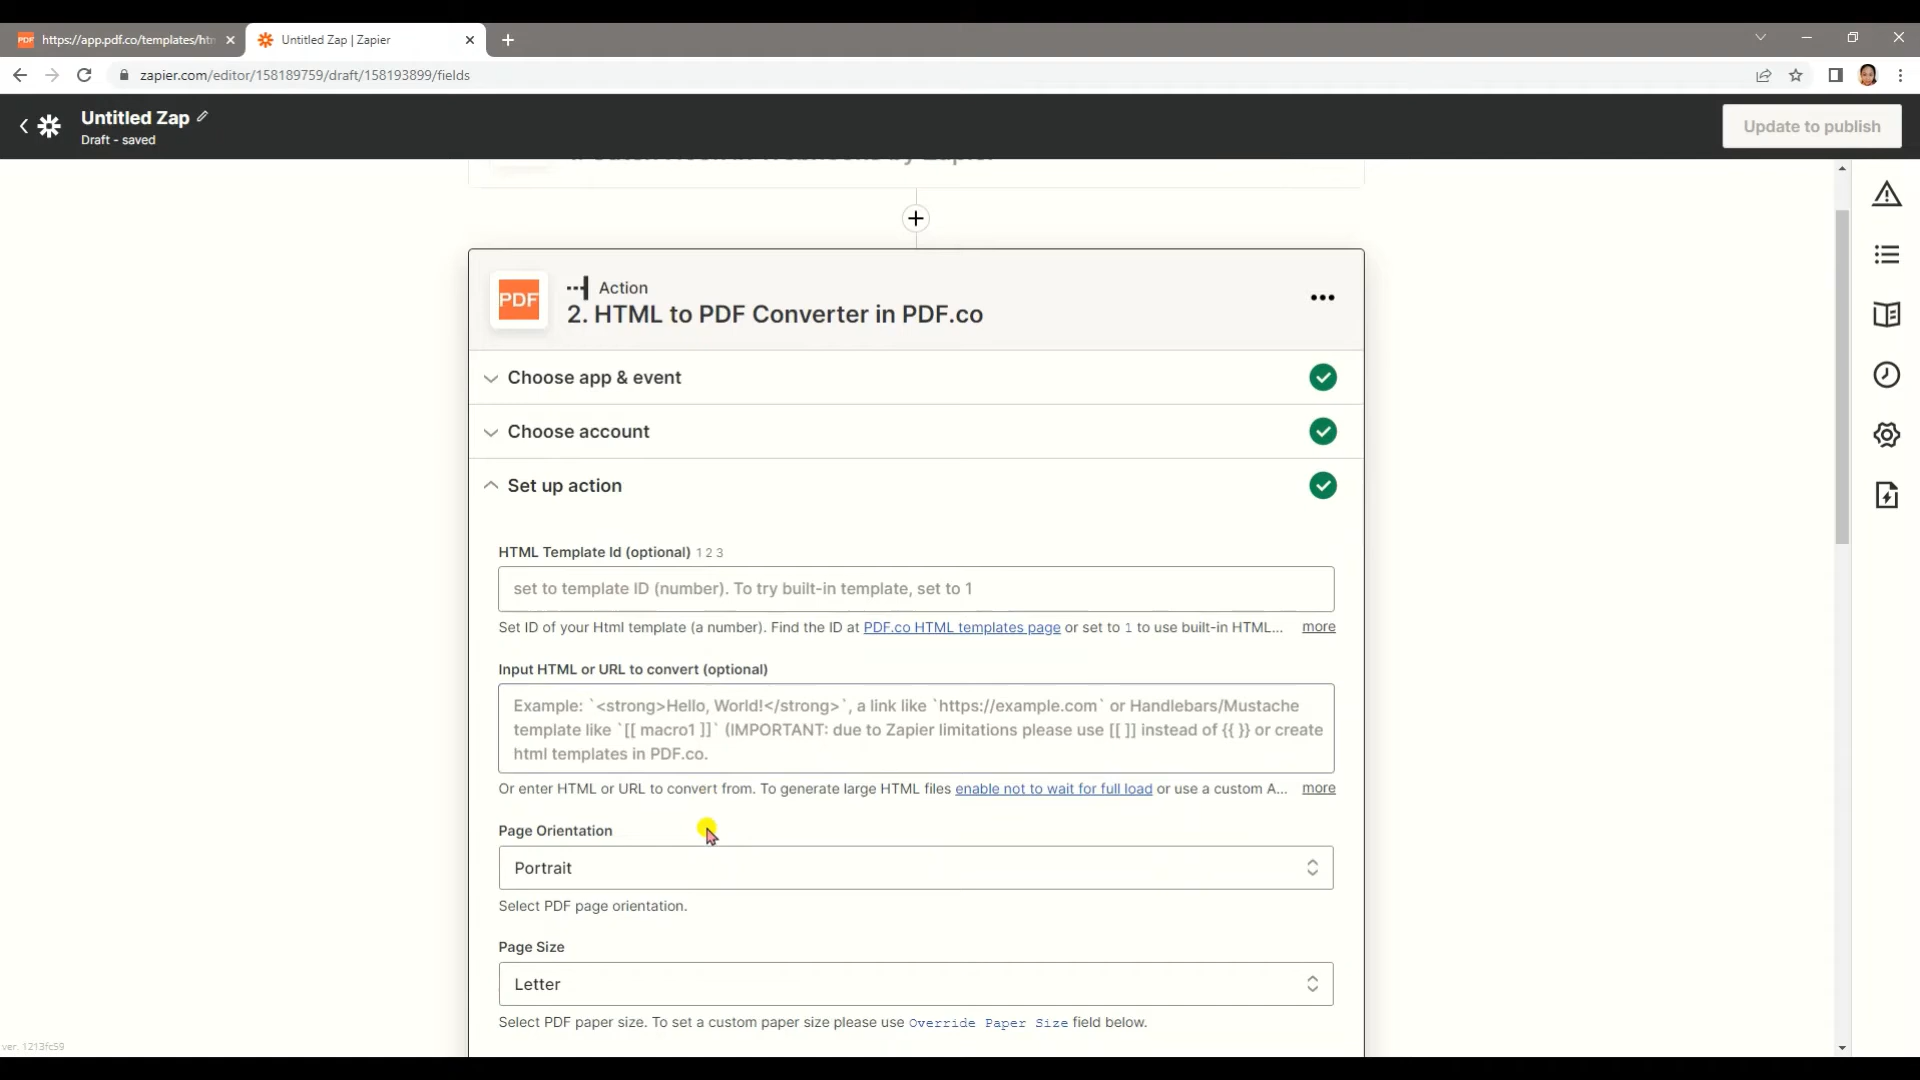 PDF https://app.pdf.co/templates/htm
Untitled Zap | Zapier
zapier.com/editor/158189759/draft/158193899/fields
Untitled Zap
Draft - saved
Update to publish
PDF
Action
2. HTML to PDF Converter in PDF.co
Choose app & event
Choose account
Set up action
HTML Template Id (optional) 1 2 3
set to template ID (number). To try built-in template, set to 1
Set ID of your Html template (a number). Find the ID at PDF.co HTML templates page or set to 1 to use built-in HTML... more
Input HTML or URL to convert (optional)
Example: `<strong>Hello, World!</strong>`, a link like `https://example.com` or Handlebars/Mustache
template like `[[ macro1 ]]` (IMPORTANT: due to Zapier limitations please use [[ ]] instead of {{ }} or create
html templates in PDF.co.
Or enter HTML or URL to convert from. To generate large HTML files enable not to wait for full load or use a custom A... more
Page Orientation
Portrait
Select PDF page orientation.
Page Size
Letter
Select PDF paper size. To set a custom paper size please use Override Paper Size field below.
ver. 1213fc59